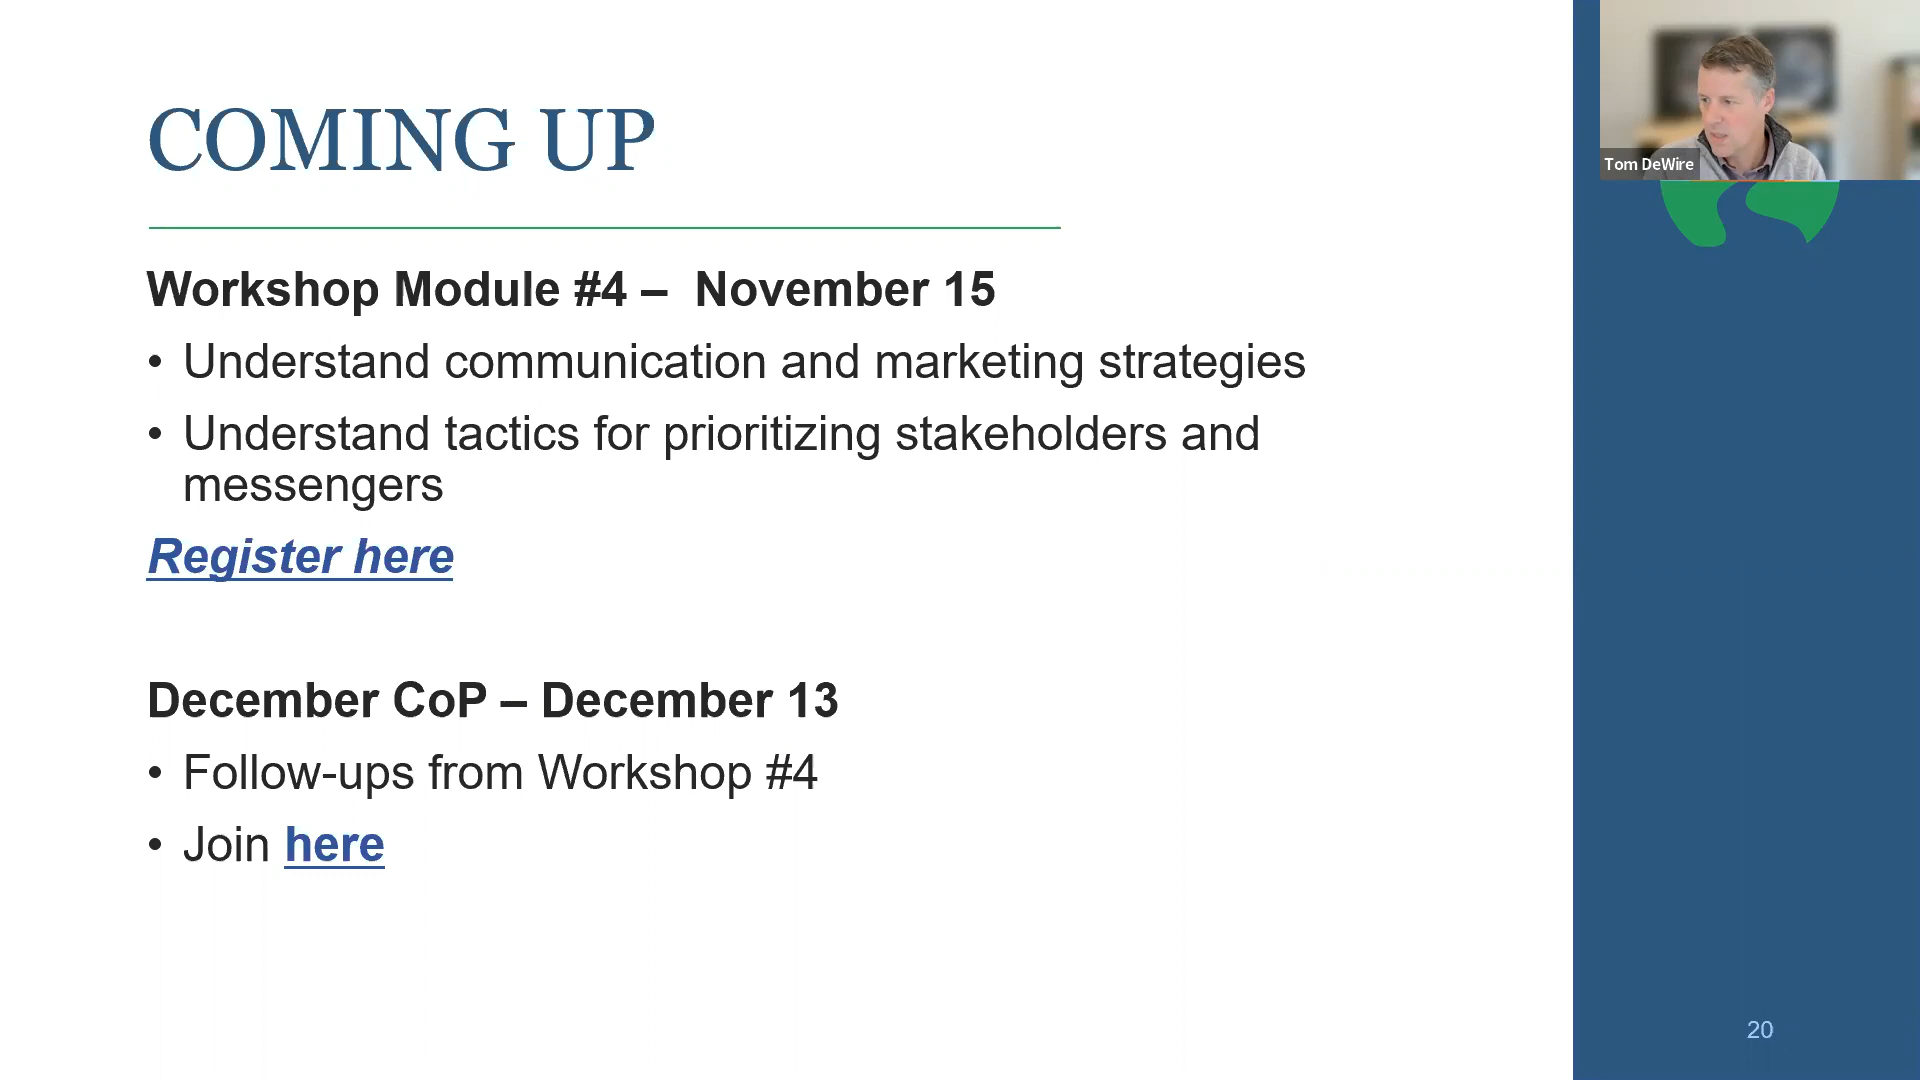 COMING UP
Tom DeWire
Workshop Module #4 – November 15
• Understand communication and marketing strategies
• Understand tactics for prioritizing stakeholders and
messengers
Register here
December CoP – December 13
• Follow-ups from Workshop #4
• Join here
20